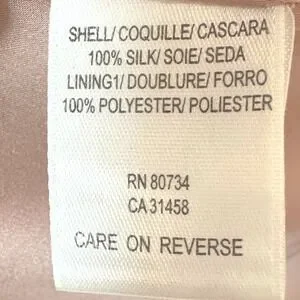 SHELL/ COQUILLE/ CASCARA
100% SILK/ SOIE/ SEDA
LINING1/ DOUBLURE/ FORRO
100% POLYESTER/ POLIESTER
RN 80734
CA 31458
CARE ON REVERSE